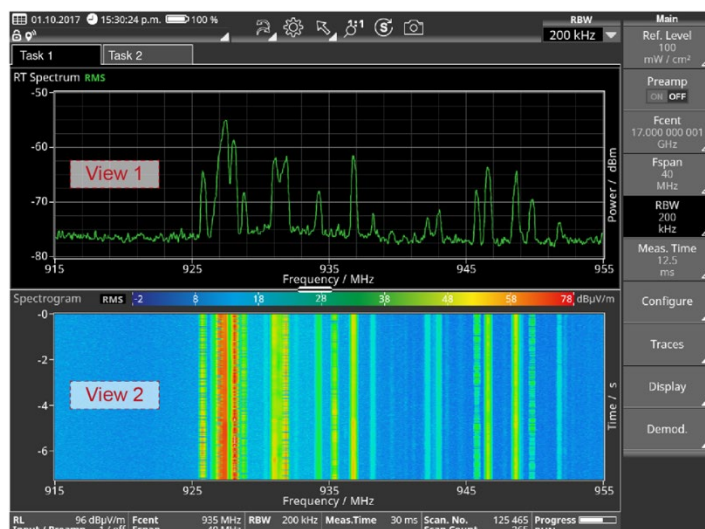 01.10.2017 15:30:24 p.m. 100 %
1:1
RBW
200 kHz
Task 1
Task 2
RT Spectrum RMS
-50
-60
-70
-80
View 1
Power / dBm
915
925
935
945
955
Frequency / MHz
Spectrogram RMS -2 8 18 28 38 48 58 78 dBµV/m
-0
-2
-4
-6
View 2
Time / s
915
925
935
945
955
Frequency / MHz
RL 96 dBµV/m Fcent 935 MHz RBW 200 kHz Meas.Time 30 ms Scan. No. 125 465 Progress
Main
Ref. Level
100
mW / cm²
Preamp
ON OFF
Fcent
17.000 000 001
GHz
Fspan
40
MHz
RBW
200
kHz
Meas. Time
12.5
ms
Configure
Traces
Display
Demod.